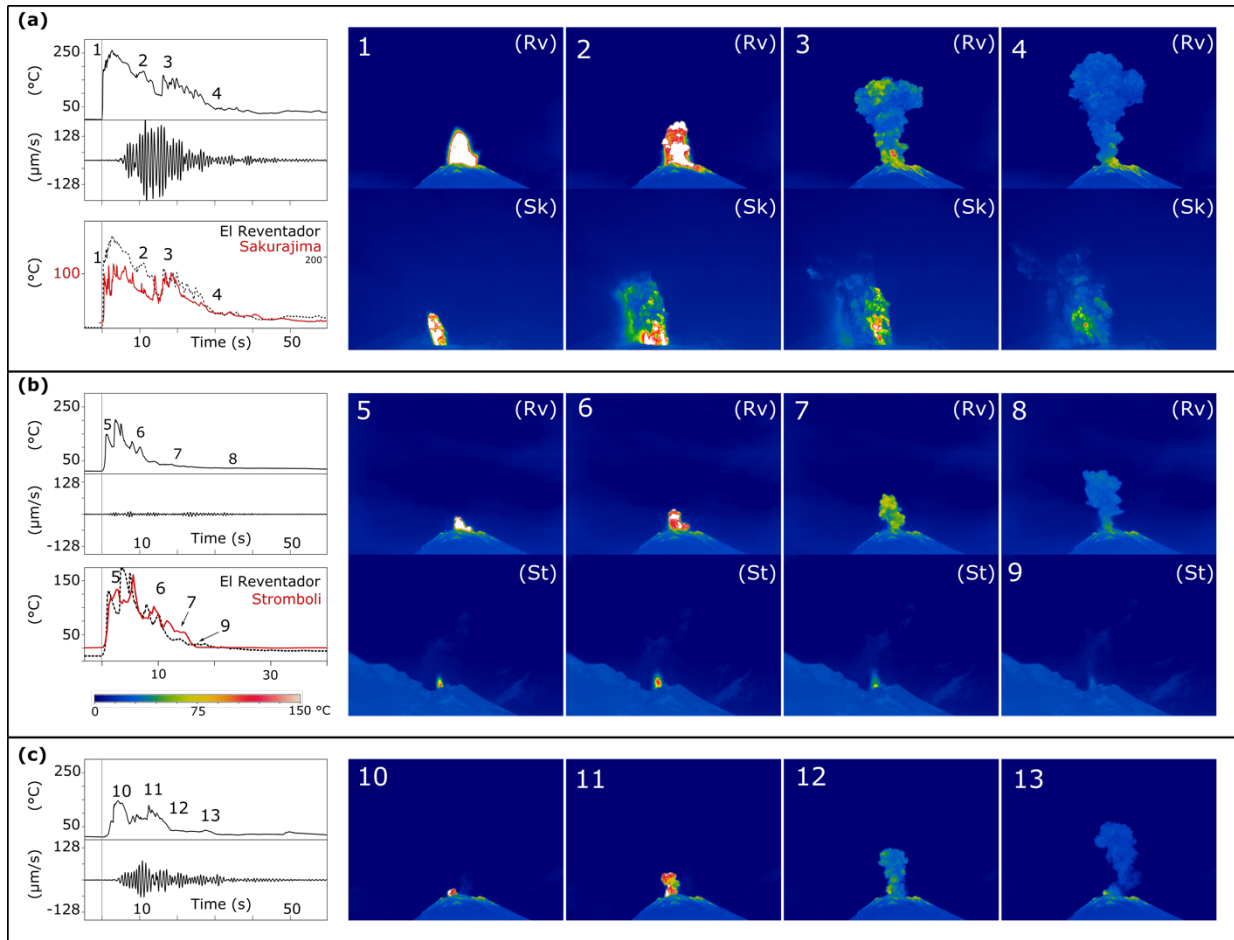 (a)
250
50
(°C)
1
2
3
4
128
-128
(µm/s)
El Reventador
Sakurajima
200
100
(°C)
1
2
3
4
10
50
Time (s)
1 (Rv)
2 (Rv)
3 (Rv)
4 (Rv)
(Sk)
(Sk)
(Sk)
(Sk)
(b)
250
50
(°C)
5
6
7
8
128
-128
(µm/s)
10
50
Time (s)
El Reventador
Stromboli
150
50
(°C)
5
6
7
9
10
30
0
75
150 °C
5 (Rv)
6 (Rv)
7 (Rv)
8 (Rv)
(St)
(St)
(St)
9 (St)
(c)
250
50
(°C)
10
11
12
13
128
-128
(µm/s)
10
50
Time (s)
10
11
12
13